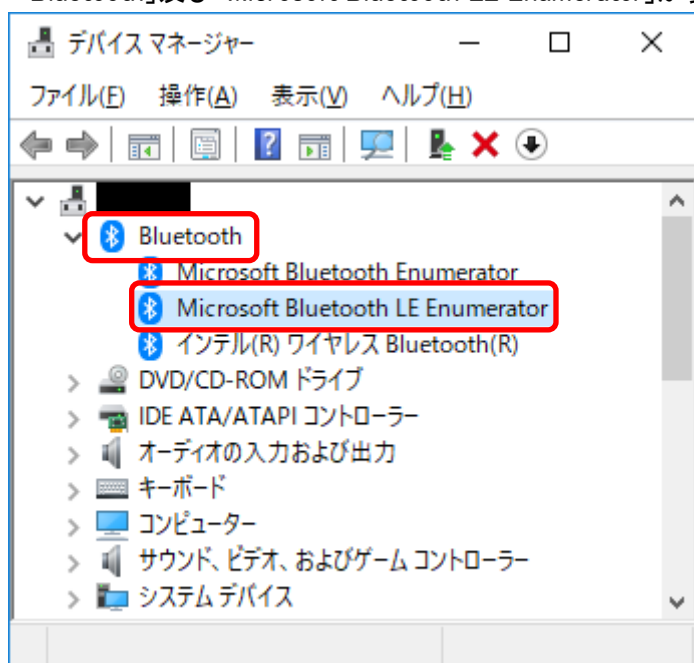 デバイス マネージャー
ファイル(F) 操作(A) 表示(V) ヘルプ(H)
Bluetooth
Microsoft Bluetooth Enumerator
Microsoft Bluetooth LE Enumerator
インテル(R) ワイヤレス Bluetooth(R)
DVD/CD-ROM ドライブ
IDE ATA/ATAPI コントローラー
オーディオの入力および出力
キーボード
コンピューター
サウンド、ビデオ、およびゲーム コントローラー
システム デバイス